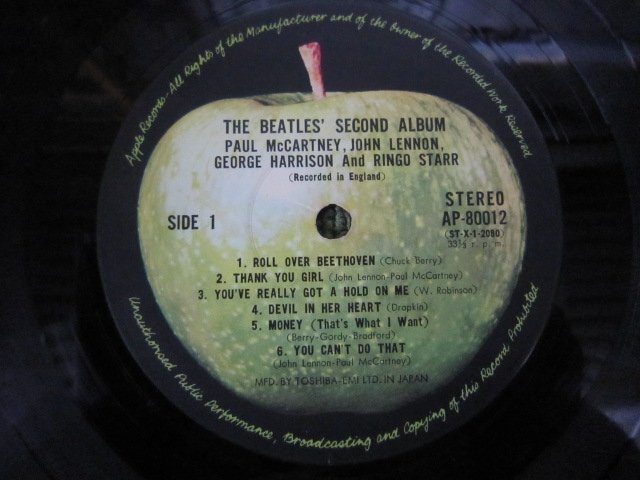 Apple Records-All Rights of the Manufacturer and of the Owner of the Recorded Work Reserved
THE BEATLES' SECOND ALBUM
PAUL McCARTNEY, JOHN LENNON,
GEORGE HARRISON And RINGO STARR
(Recorded in England)
SIDE 1
STEREO
AP-80012
(ST-X-1-2080)
33⅓ r. p. m.
1. ROLL OVER BEETHOVEN (Chuck Berry)
2. THANK YOU GIRL (John Lennon-Paul McCartney)
3. YOU'VE REALLY GOT A HOLD ON ME (W. Robinson)
4. DEVIL IN HER HEART (Drapkin)
5. MONEY (That's What I Want)
(Berry-Gordy-Bradford)
6. YOU CAN'T DO THAT
(John Lennon-Paul McCartney)
MFD. BY TOSHIBA-EMI LTD. IN JAPAN
Unauthorised Public Performance, Broadcasting and Copying of this Record Prohibited